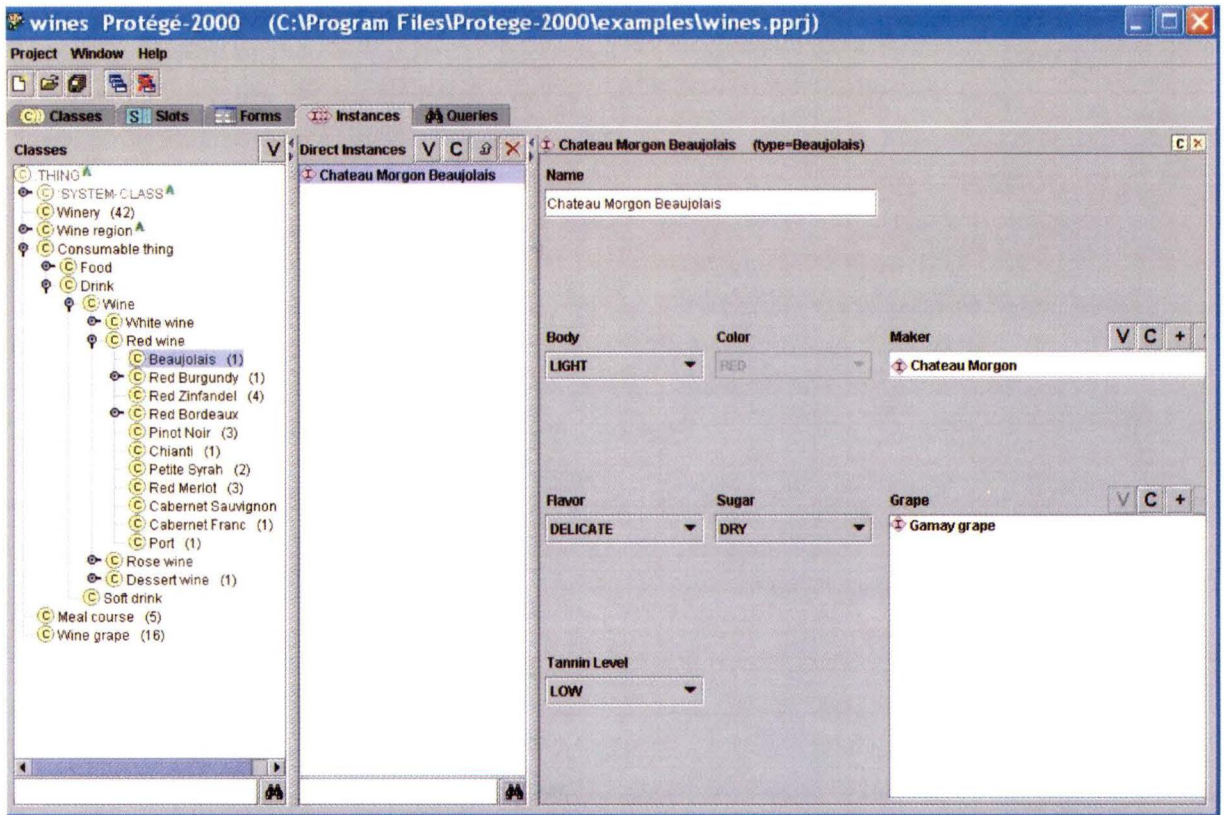 wines Protégé-2000 (C:\Program Files\Protege-2000\examples\wines.pprj)
Project Window Help
C Classes S Slots Forms I Instances Queries
Classes V
C THING A
C :SYSTEM-CLASS A
C Winery (42)
C Wine region A
C Consumable thing
C Food
C Drink
C Wine
C White wine
C Red wine
C Beaujolais (1)
C Red Burgundy (1)
C Red Zinfandel (4)
C Red Bordeaux
C Pinot Noir (3)
C Chianti (1)
C Petite Syrah (2)
C Red Merlot (3)
C Cabernet Sauvignon
C Cabernet Franc (1)
C Port (1)
C Rose wine
C Dessert wine (1)
C Soft drink
C Meal course (5)
C Wine grape (16)
Direct Instances V C
I Chateau Morgon Beaujolais
I Chateau Morgon Beaujolais (type=Beaujolais) C
Name
Chateau Morgon Beaujolais
Body Color Maker V C +
LIGHT RED I Chateau Morgon
Flavor Sugar Grape V C +
DELICATE DRY I Gamay grape
Tannin Level
LOW